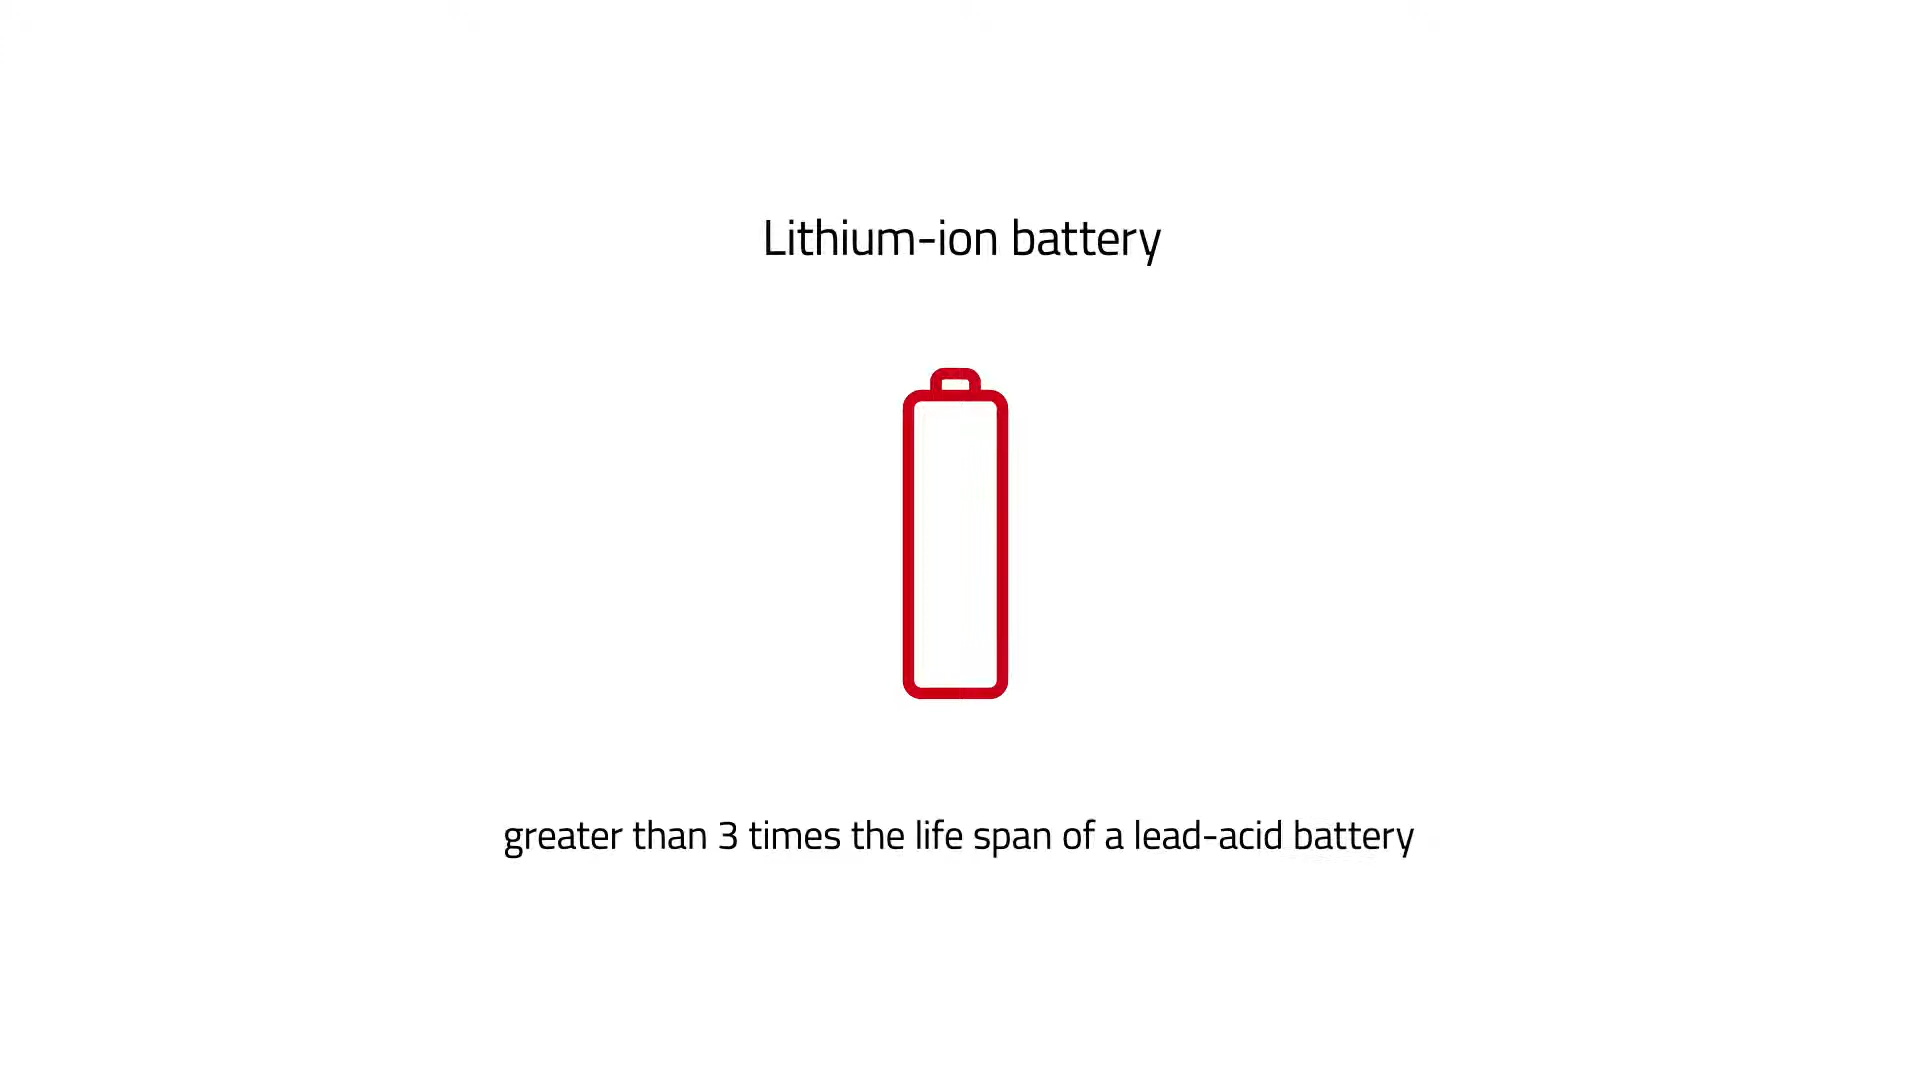 Lithium-ion battery
greater than 3 times the life span of a lead-acid battery